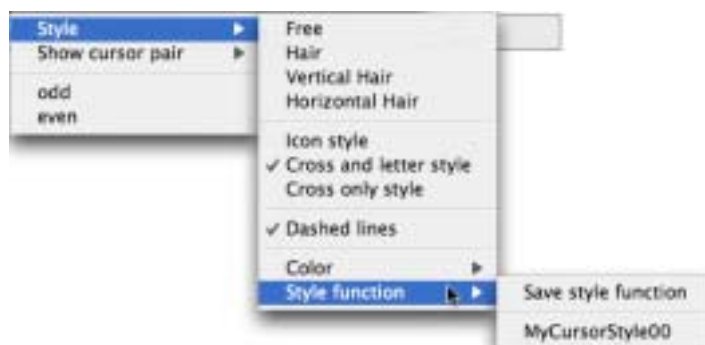 Style
Show cursor pair
odd
even
Free
Hair
Vertical Hair
Horizontal Hair
Icon style
Cross and letter style
Cross only style
Dashed lines
Color
Style function
Save style function
MyCursorStyle00